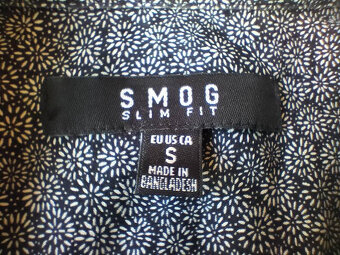 SMOG
SLIM FIT
EU US CA
S
MADE IN
BANGLADESH